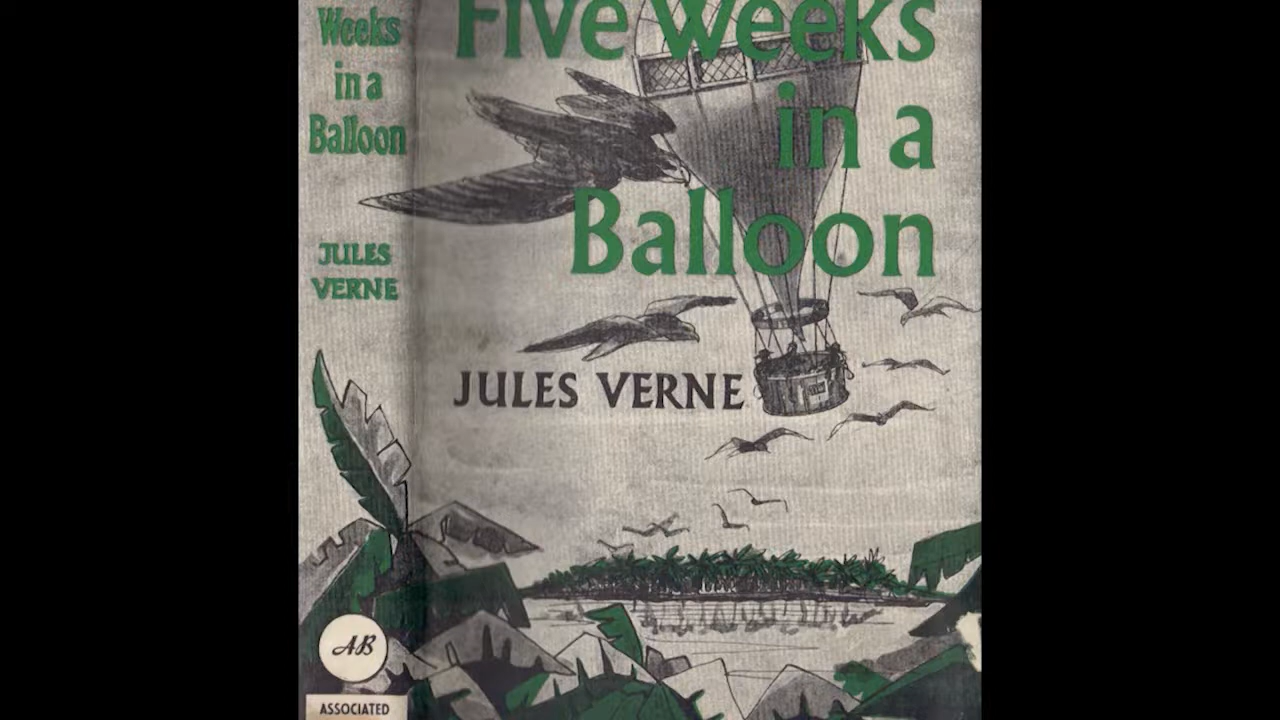 Weeks
in a
Balloon
JULES
VERNE
AB
ASSOCIATED
Five Weeks
in a
Balloon
JULES VERNE